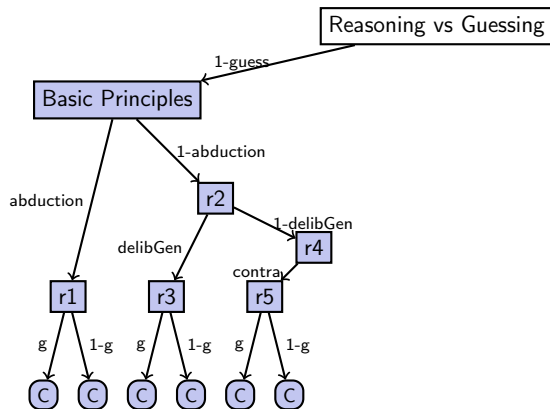 Reasoning vs Guessing
1-guess
Basic Principles
1-abduction
abduction
r2
1-delibGen
delibGen
r4
contra
r1
r3
r5
g
1-g
g
1-g
g
1-g
C
C
C
C
C
C